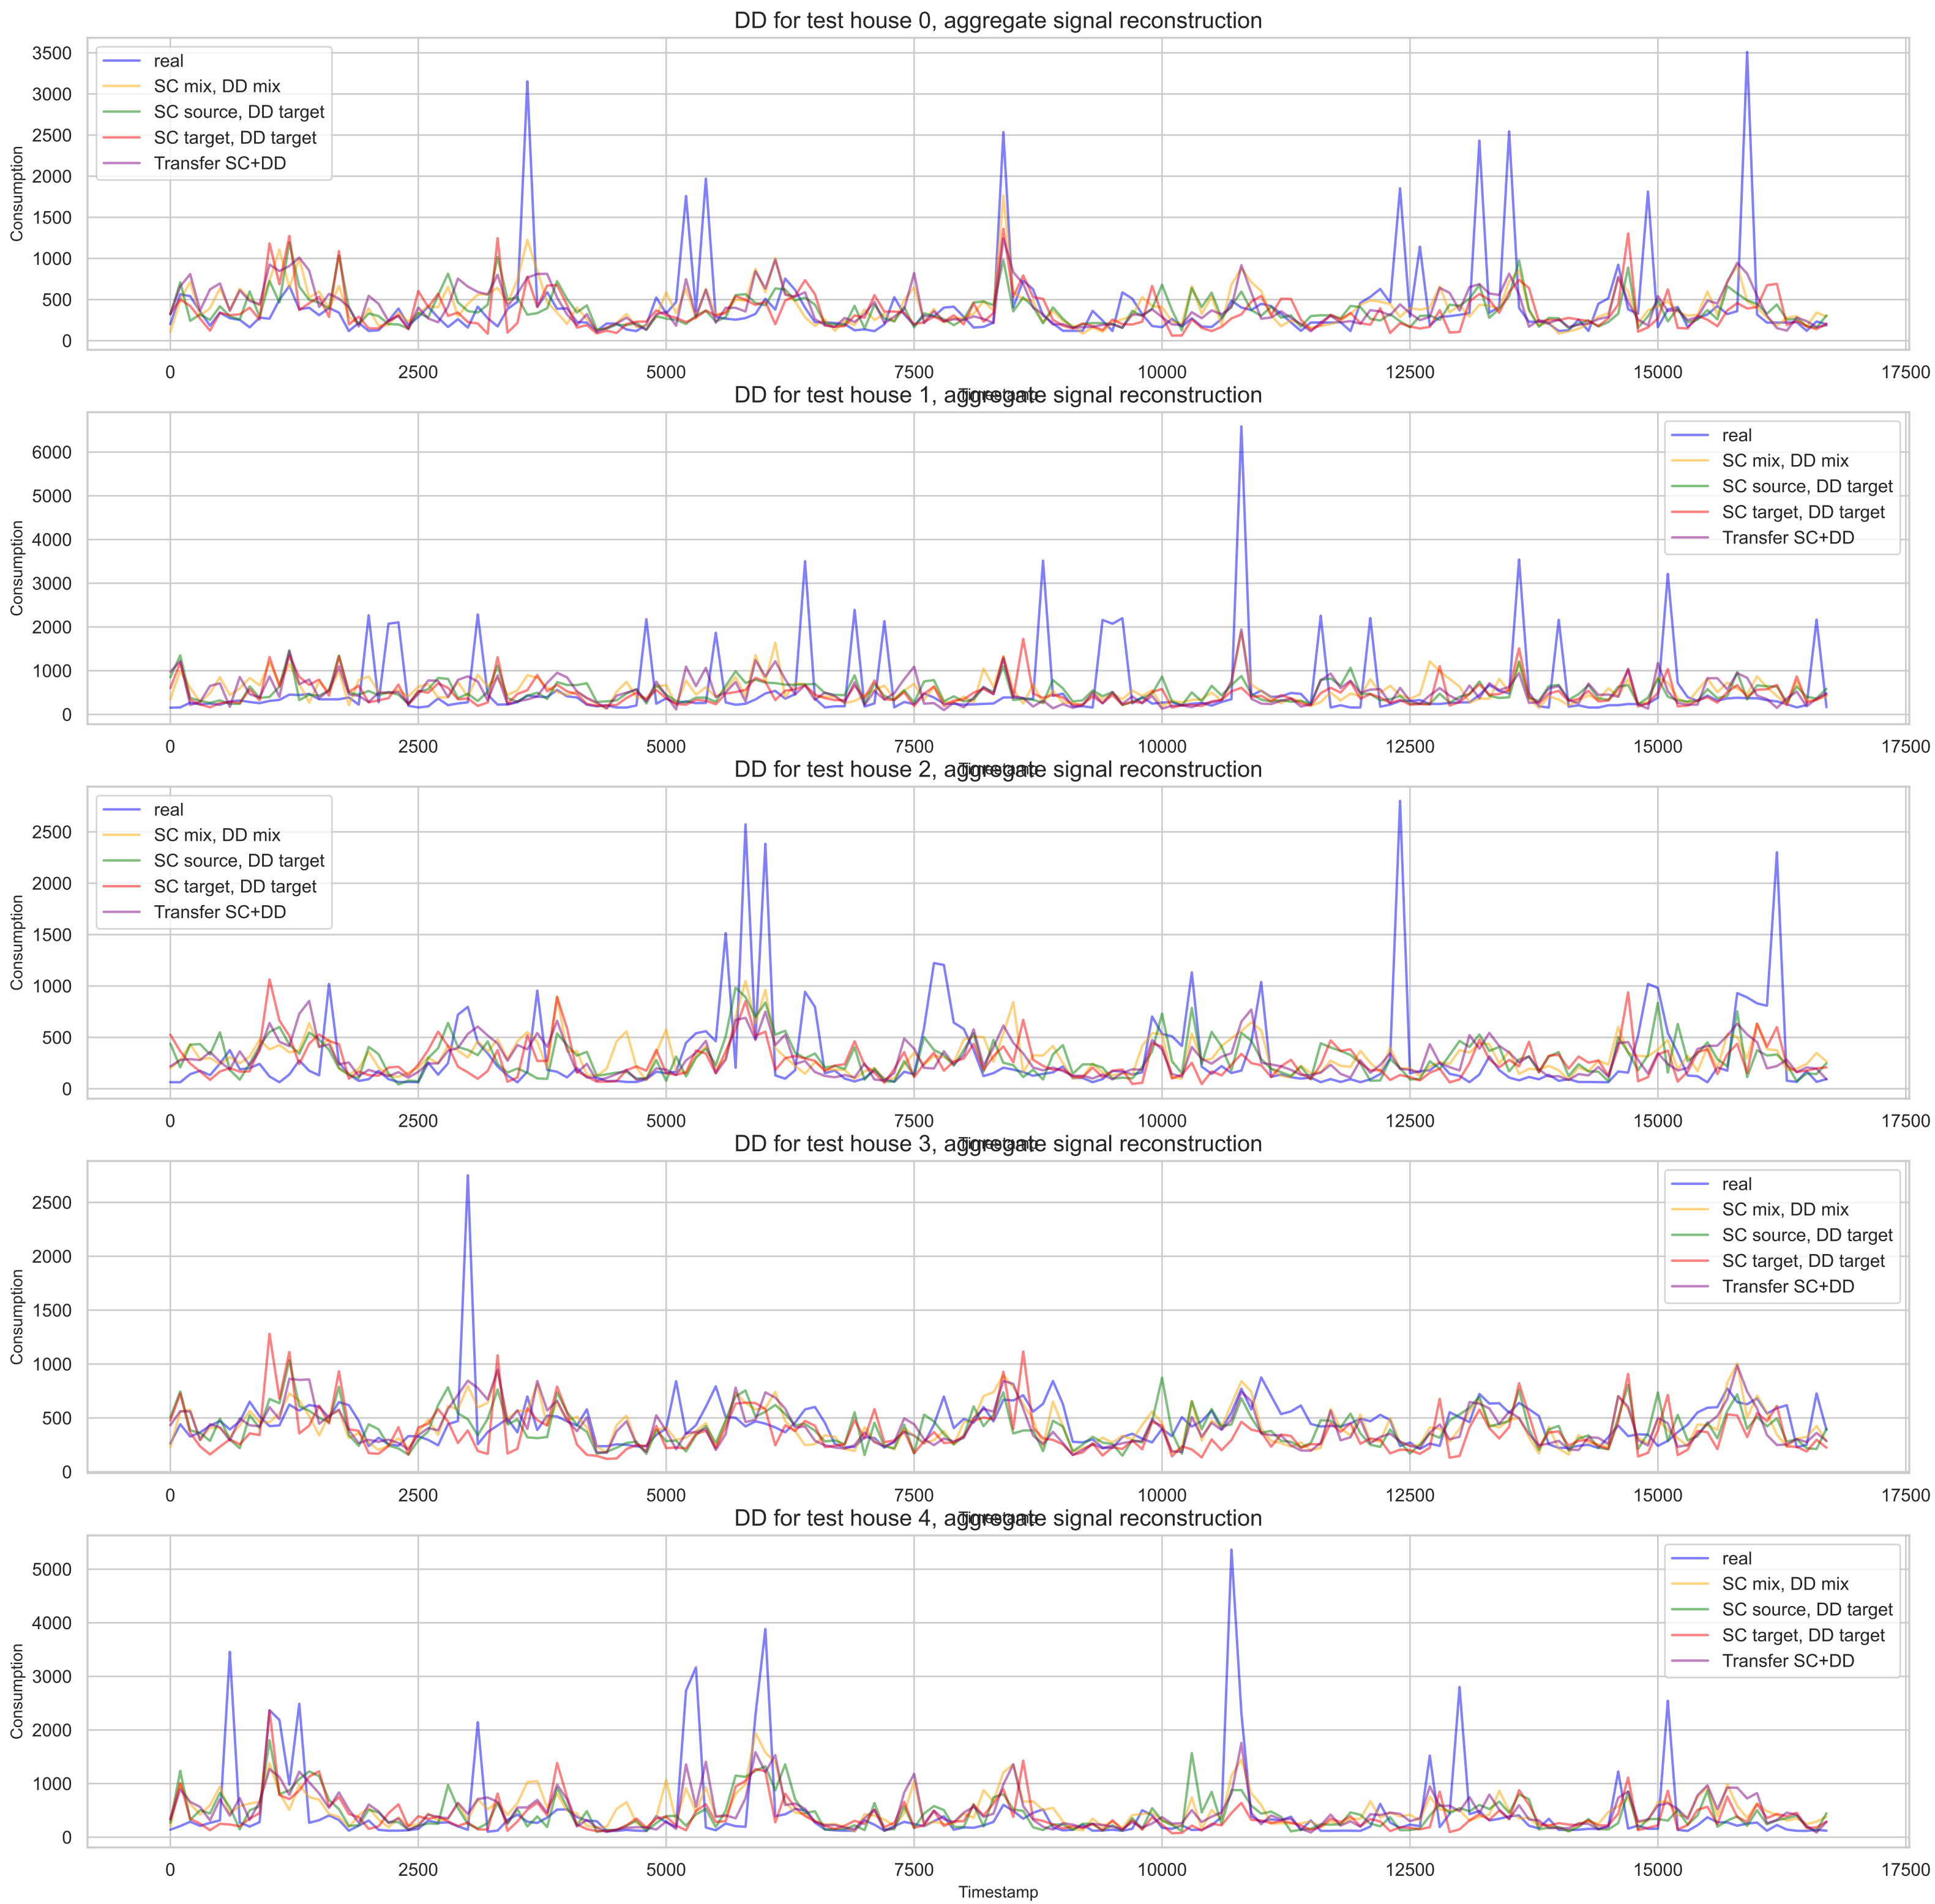 DD for test house 0, aggregate signal reconstruction
3500
3000
2500
2000
1500
1000
500
0
Consumption
real
SC mix, DD mix
SC source, DD target
SC target, DD target
Transfer SC+DD
0 2500 5000 7500 10000 12500 15000 17500
Timestamp
DD for test house 1, aggregate signal reconstruction
6000
5000
4000
3000
2000
1000
0
Consumption
real
SC mix, DD mix
SC source, DD target
SC target, DD target
Transfer SC+DD
0 2500 5000 7500 10000 12500 15000 17500
Timestamp
DD for test house 2, aggregate signal reconstruction
2500
2000
1500
1000
500
0
Consumption
real
SC mix, DD mix
SC source, DD target
SC target, DD target
Transfer SC+DD
0 2500 5000 7500 10000 12500 15000 17500
Timestamp
DD for test house 3, aggregate signal reconstruction
2500
2000
1500
1000
500
0
Consumption
real
SC mix, DD mix
SC source, DD target
SC target, DD target
Transfer SC+DD
0 2500 5000 7500 10000 12500 15000 17500
Timestamp
DD for test house 4, aggregate signal reconstruction
5000
4000
3000
2000
1000
0
Consumption
real
SC mix, DD mix
SC source, DD target
SC target, DD target
Transfer SC+DD
0 2500 5000 7500 10000 12500 15000 17500
Timestamp